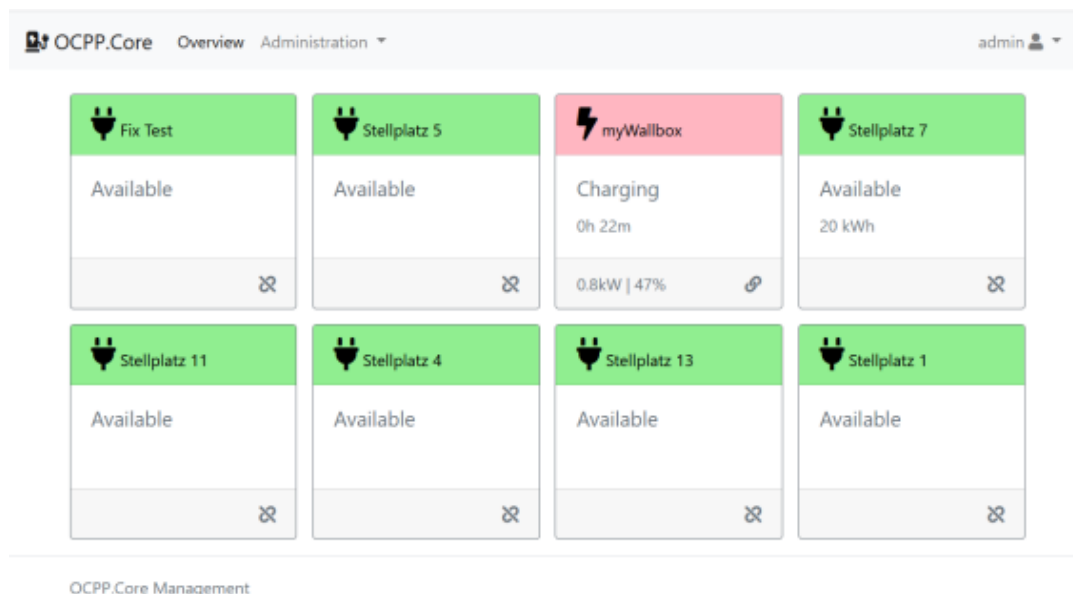 OCPP.Core Overview Administration admin
Fix Test Stellplatz 5 myWallbox Stellplatz 7
Available Available Charging Available
0h 22m 20 kWh
0.8kW | 47%
Stellplatz 11 Stellplatz 4 Stellplatz 13 Stellplatz 1
Available Available Available Available
OCPP.Core Management